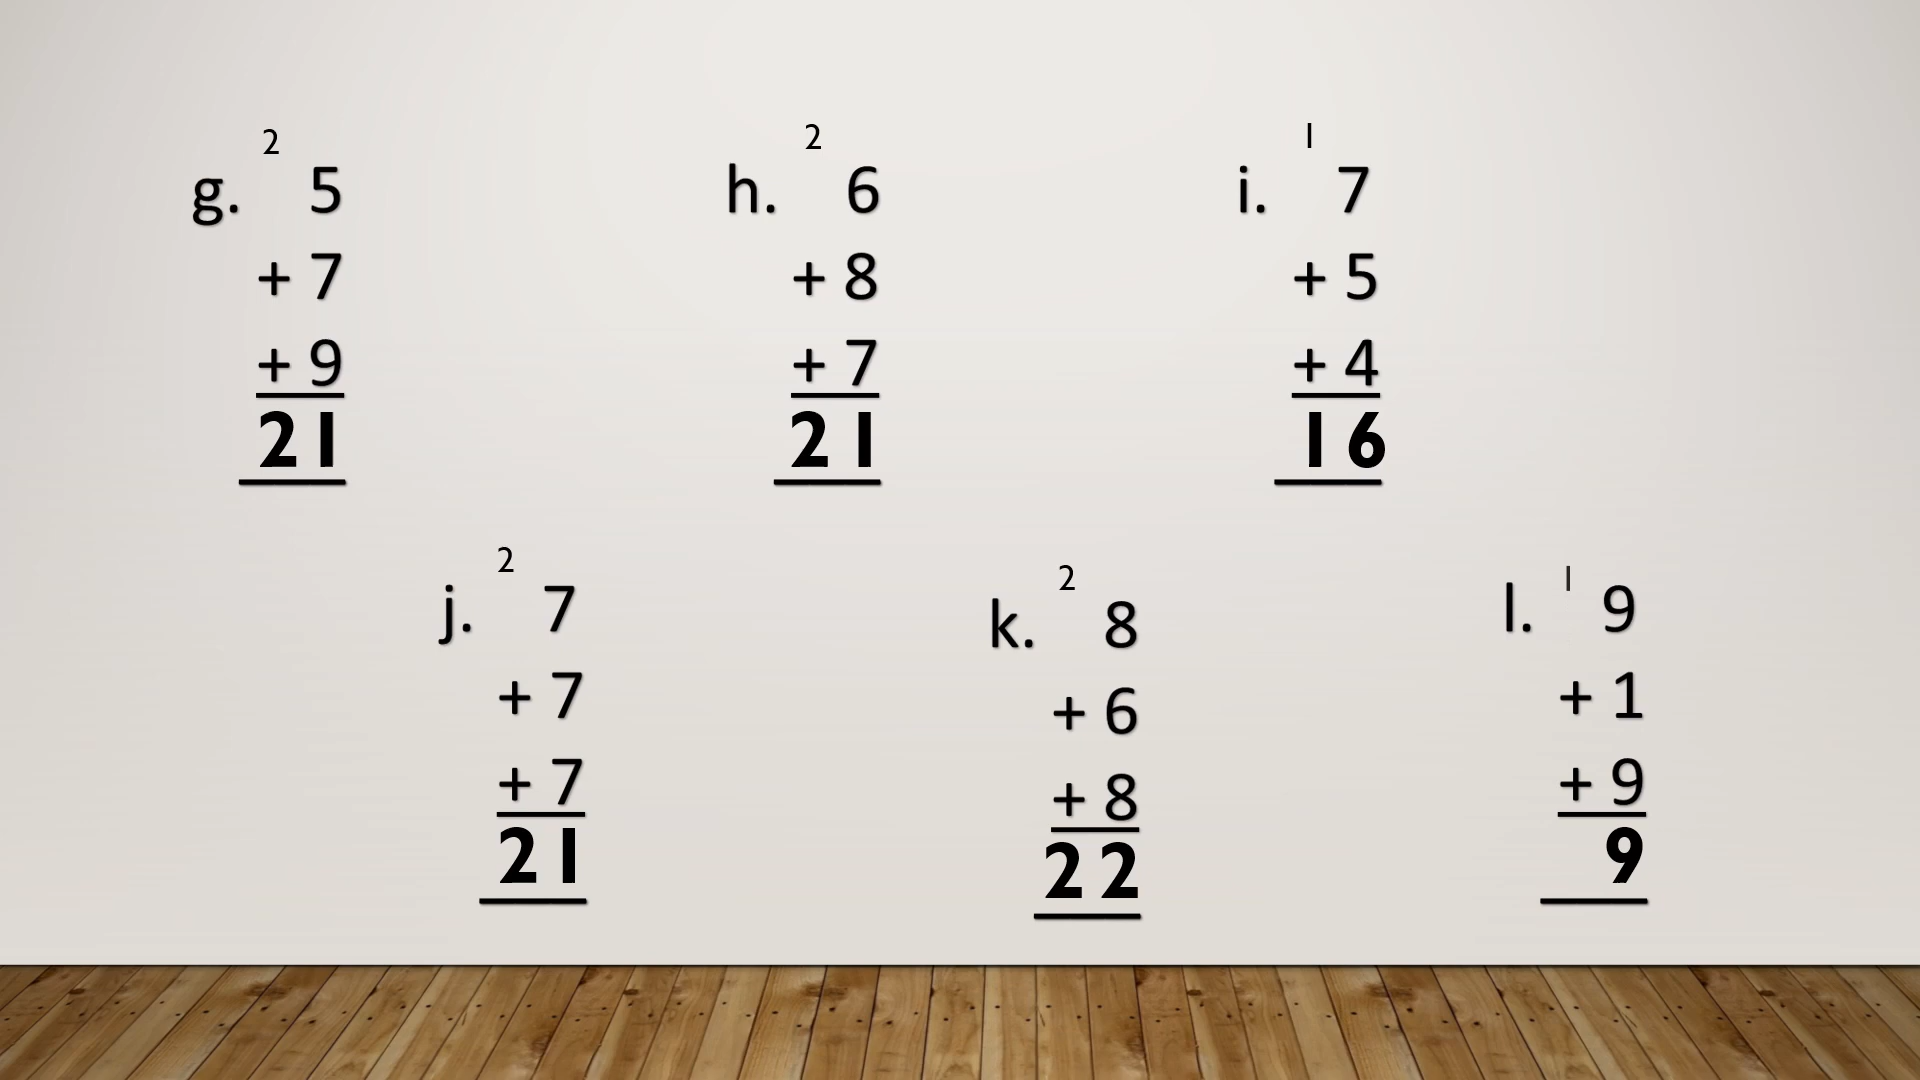 2 2 1
g. 5 h. 6 i. 7
+ 7 + 8 + 5
+ 9 + 7 + 4
21 21 16
2 2 1
j. 7 k. 8 l. 9
+ 7 + 6 + 1
+ 7 + 8 + 9
21 22 9